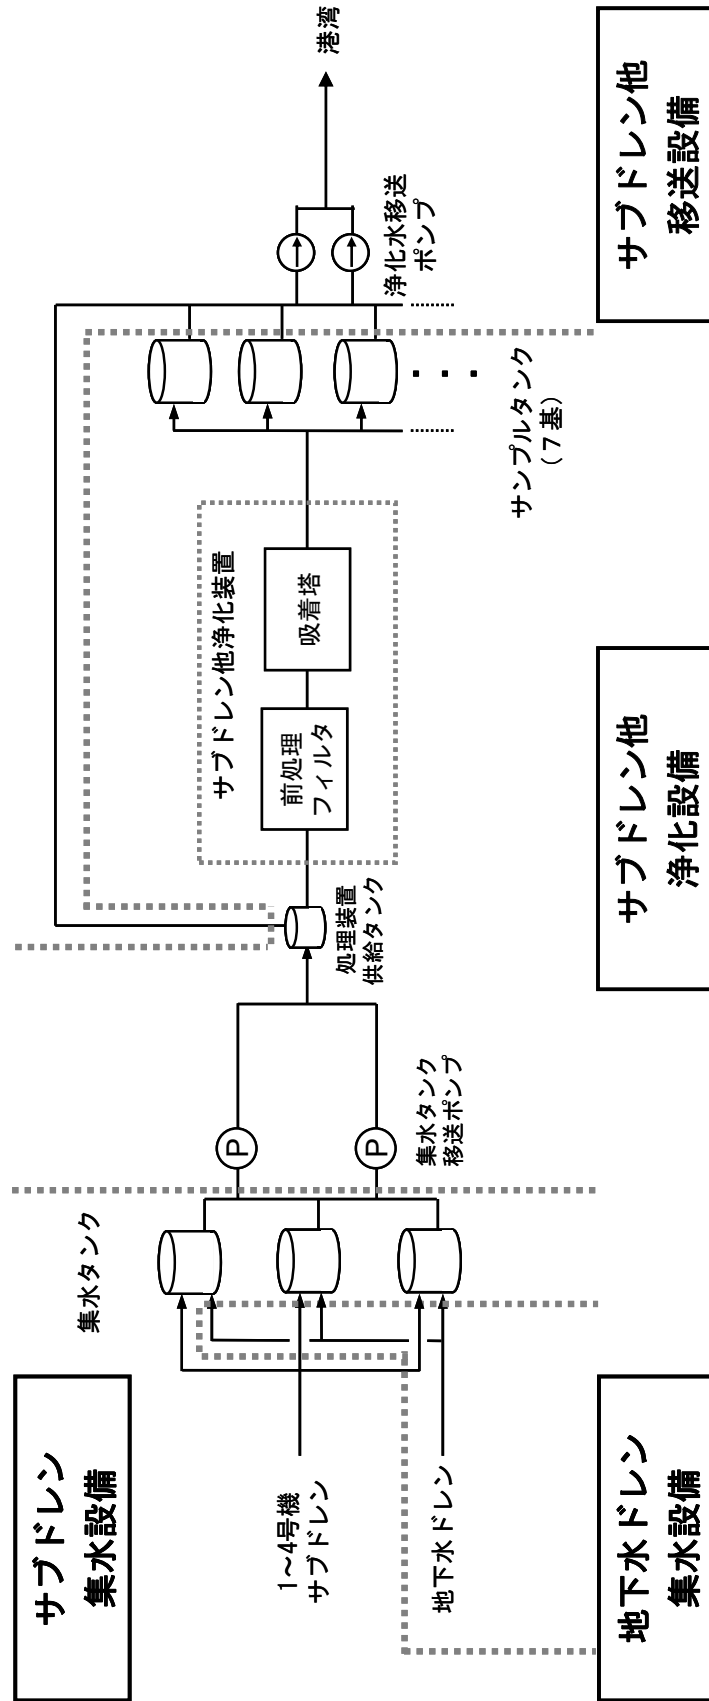 サブドレン
集水設備
集水タンク
1～4号機
サブドレン
地下水ドレン
地下水ドレン
集水設備
P
P
集水タンク
移送ポンプ
処理装置
供給タンク
サブドレン他浄化装置
前処理
フィルタ
吸着塔
サブドレン他
浄化設備
サンプルタンク
（７基）
浄化水移送
ポンプ
港湾
サブドレン他
移送設備